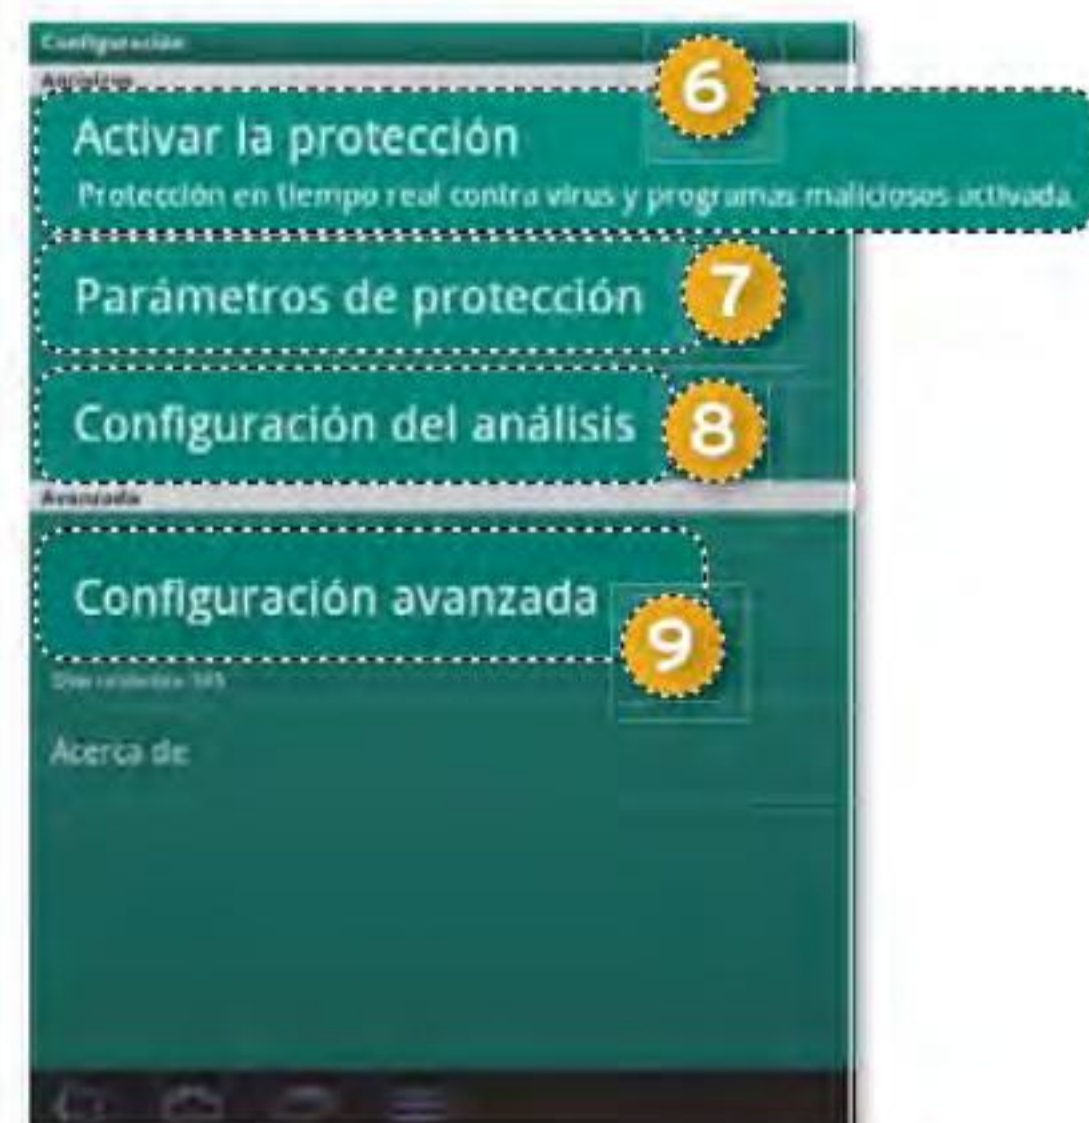 Configuración
Antivirus
6
Activar la protección
Protección en tiempo real contra virus y programas maliciosos activada.
Parámetros de protección
7
Configuración del análisis
8
Avanzada
Configuración avanzada
9
Acerca de